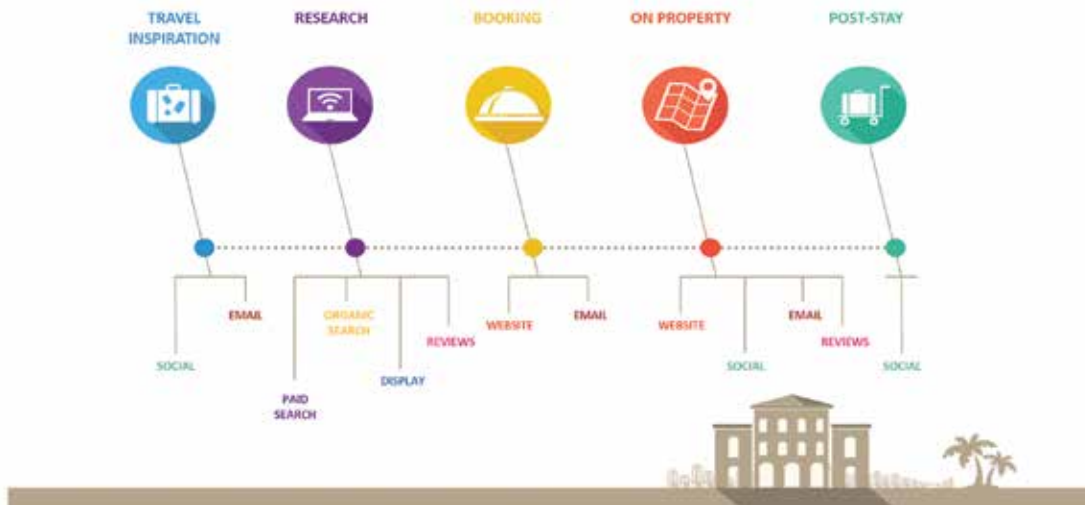 TRAVEL
INSPIRATION
RESEARCH
BOOKING
ON PROPERTY
POST-STAY
SOCIAL
EMAIL
PAID
SEARCH
ORGANIC
SEARCH
DISPLAY
REVIEWS
WEBSITE
EMAIL
WEBSITE
SOCIAL
EMAIL
REVIEWS
SOCIAL